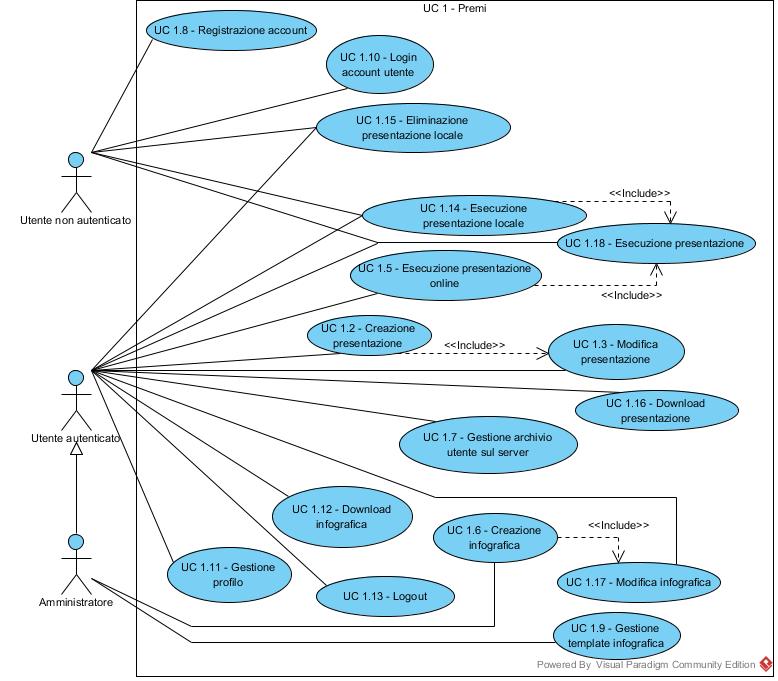 UC 1 - Premi
UC 1.8 - Registrazione account
UC 1.10 - Login
account utente
UC 1.15 - Eliminazione
presentazione locale
Utente non autenticato
<<Include>>
UC 1.14 - Esecuzione
presentazione locale
UC 1.18 - Esecuzione presentazione
UC 1.5 - Esecuzione presentazione
online
<<Include>>
UC 1.2 - Creazione
presentazione
<<Include>>
UC 1.3 - Modifica
presentazione
UC 1.16 - Download
presentazione
Utente autenticato
UC 1.7 - Gestione archivio
utente sul server
UC 1.12 - Download
infografica
UC 1.6 - Creazione
infografica
<<Include>>
UC 1.11 - Gestione
profilo
UC 1.17 - Modifica infografica
Amministratore
UC 1.13 - Logout
UC 1.9 - Gestione
template infografica
Powered By Visual Paradigm Community Edition